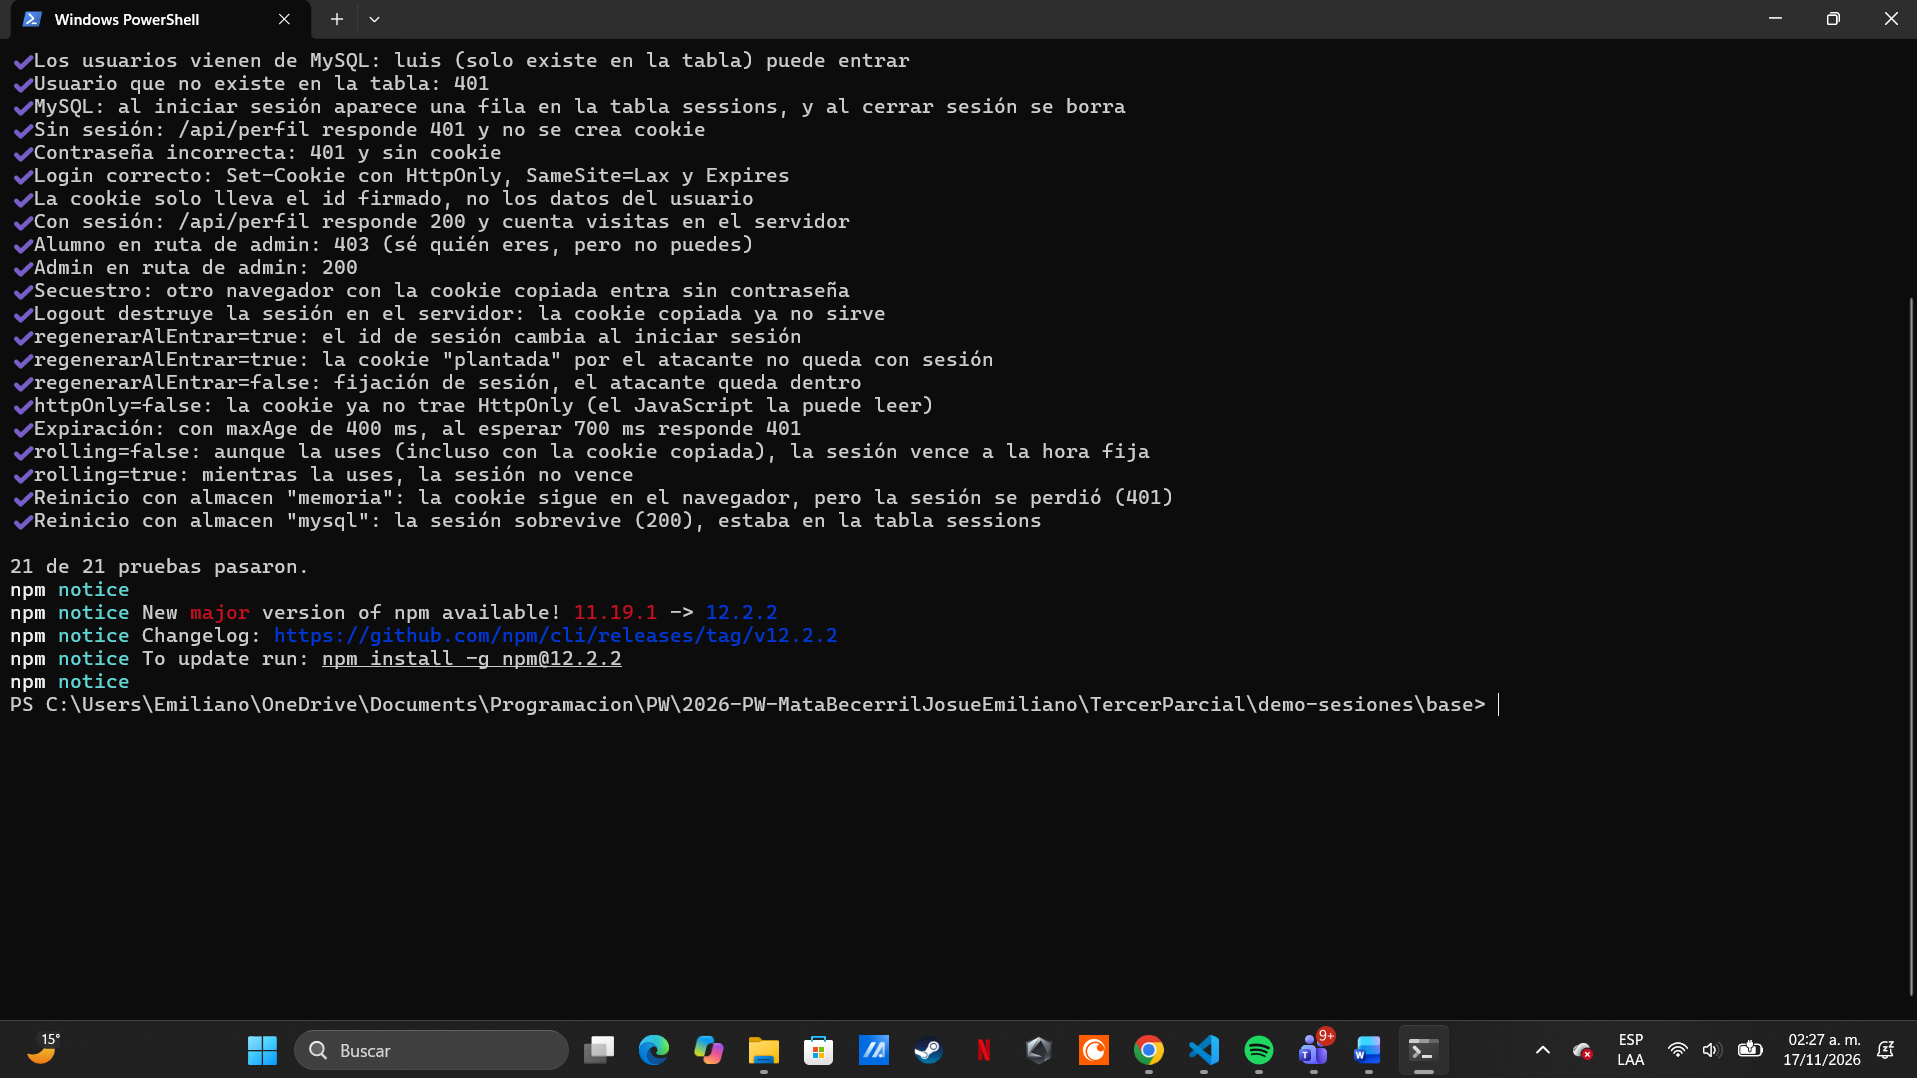 Windows PowerShell
✔Los usuarios vienen de MySQL: luis (solo existe en la tabla) puede entrar
✔Usuario que no existe en la tabla: 401
✔MySQL: al iniciar sesión aparece una fila en la tabla sessions, y al cerrar sesión se borra
✔Sin sesión: /api/perfil responde 401 y no se crea cookie
✔Contraseña incorrecta: 401 y sin cookie
✔Login correcto: Set-Cookie con HttpOnly, SameSite=Lax y Expires
✔La cookie solo lleva el id firmado, no los datos del usuario
✔Con sesión: /api/perfil responde 200 y cuenta visitas en el servidor
✔Alumno en ruta de admin: 403 (sé quién eres, pero no puedes)
✔Admin en ruta de admin: 200
✔Secuestro: otro navegador con la cookie copiada entra sin contraseña
✔Logout destruye la sesión en el servidor: la cookie copiada ya no sirve
✔regenerarAlEntrar=true: el id de sesión cambia al iniciar sesión
✔regenerarAlEntrar=true: la cookie "plantada" por el atacante no queda con sesión
✔regenerarAlEntrar=false: fijación de sesión, el atacante queda dentro
✔httpOnly=false: la cookie ya no trae HttpOnly (el JavaScript la puede leer)
✔Expiración: con maxAge de 400 ms, al esperar 700 ms responde 401
✔rolling=false: aunque la uses (incluso con la cookie copiada), la sesión vence a la hora fija
✔rolling=true: mientras la uses, la sesión no vence
✔Reinicio con almacen "memoria": la cookie sigue en el navegador, pero la sesión se perdió (401)
✔Reinicio con almacen "mysql": la sesión sobrevive (200), estaba en la tabla sessions
21 de 21 pruebas pasaron.
npm notice
npm notice New major version of npm available! 11.19.1 -> 12.2.2
npm notice Changelog: https://github.com/npm/cli/releases/tag/v12.2.2
npm notice To update run: npm install -g npm@12.2.2
npm notice
PS C:\Users\Emiliano\OneDrive\Documents\Programacion\PW\2026-PW-MataBecerrilJosueEmiliano\TercerParcial\demo-sesiones\base>
15°
Buscar
9+
ESP
LAA
02:27 a. m.
17/11/2026